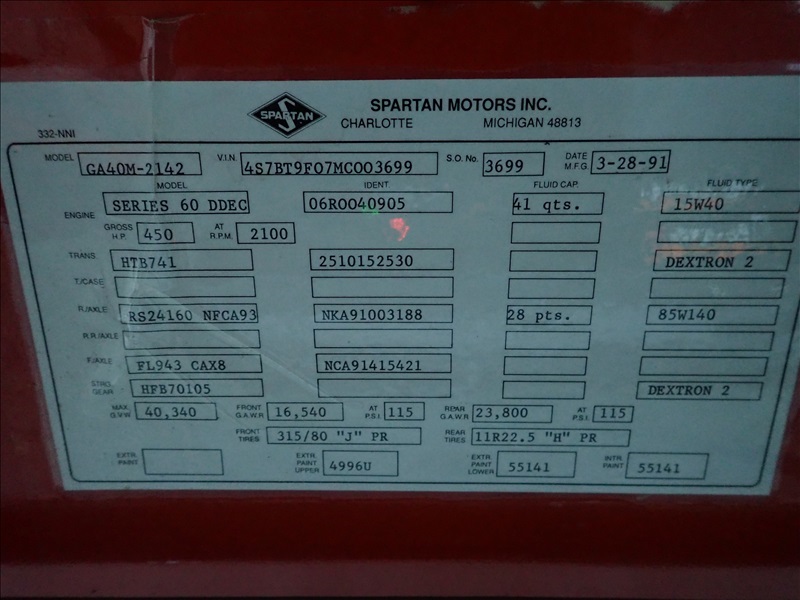 SPARTAN
SPARTAN MOTORS INC.
CHARLOTTE MICHIGAN 48813
332-NNI
MODEL GA40M-2142 V.I.N. 4S7BT9F07MC003699 S.O. No. 3699 DATE M.F.G. 3-28-91
MODEL IDENT FLUID CAP. FLUID TYPE
ENGINE SERIES 60 DDEC 06R0040905 41 qts. 15W40
GROSS H.P. 450 AT R.P.M. 2100
TRANS. HTB741 2510152530 DEXTRON 2
T/CASE
R./AXLE RS24160 NFCA93 NKA91003188 28 pts. 85W140
R.R./AXLE
F./AXLE FL943 CAX8 NCA91415421
STRG. GEAR HFB70105 DEXTRON 2
MAX. G.V.W. 40,340 FRONT G.A.W.R. 16,540 AT P.S.I. 115 REAR G.A.W.R. 23,800 AT P.S.I. 115
FRONT TIRES 315/80 "J" PR REAR TIRES 11R22.5 "H" PR
EXTR. PAINT EXTR. PAINT UPPER 4996U EXTR. PAINT LOWER 55141 INTR. PAINT 55141